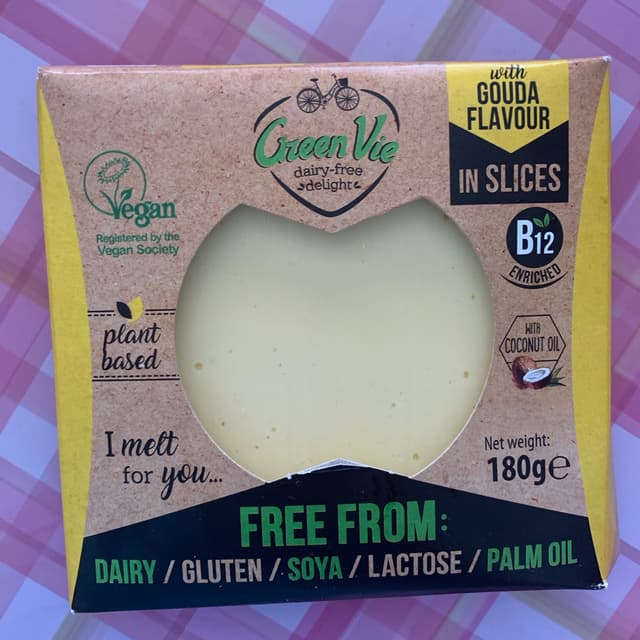 with
GOUDA
FLAVOUR
IN SLICES
Green Vie
dairy-free
delight
Vegan
Registered by the
Vegan Society
B12
ENRICHED
plant
based
WITH
COCONUT OIL
I melt
for you...
Net weight:
180g℮
FREE FROM:
DAIRY / GLUTEN / SOYA / LACTOSE / PALM OIL